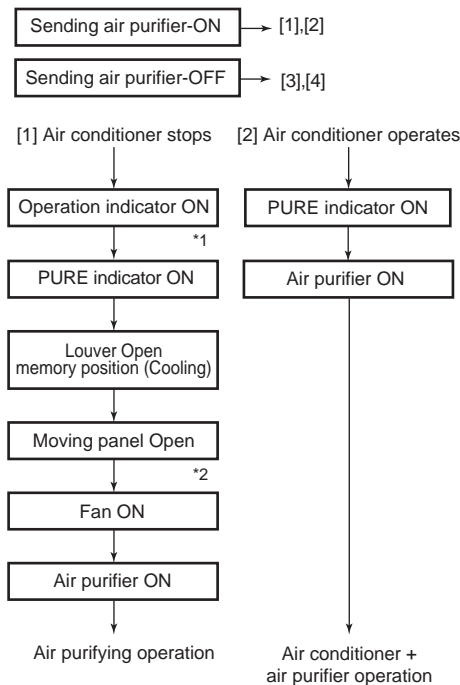 Sending air purifier-ON
[1],[2]
Sending air purifier-OFF
[3],[4]
[1] Air conditioner stops
Operation indicator ON
*1
PURE indicator ON
Louver Open
memory position (Cooling)
Moving panel Open
*2
Fan ON
Air purifier ON
Air purifying operation
[2] Air conditioner operates
PURE indicator ON
Air purifier ON
Air conditioner +
air purifier operation